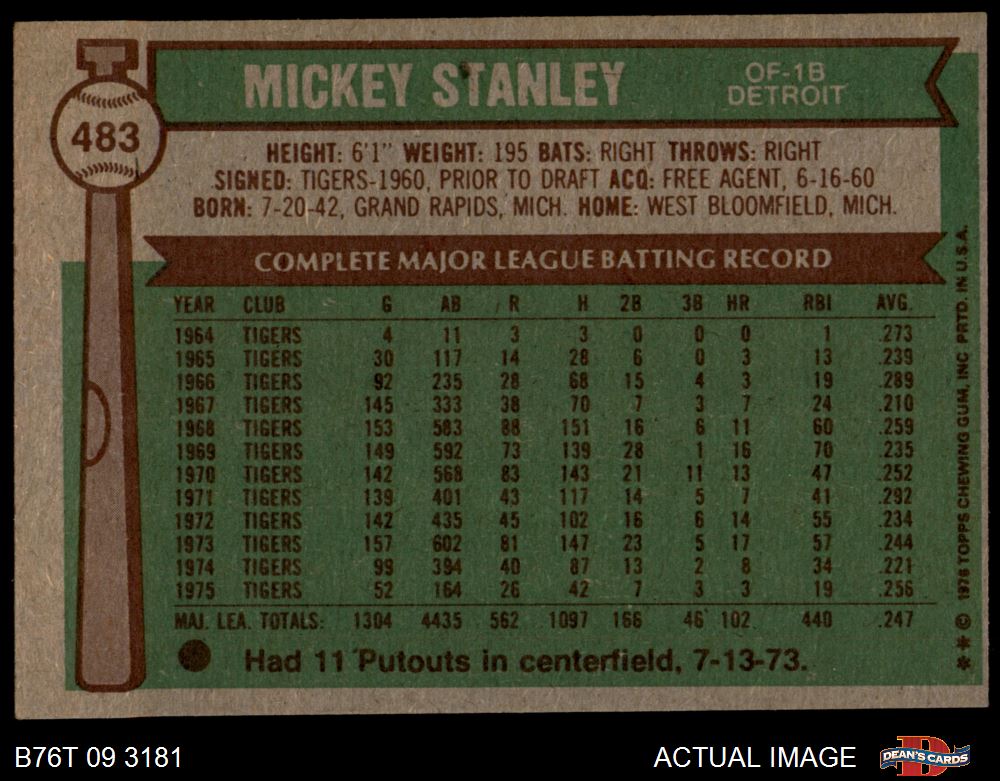 483
MICKEY STANLEY OF-1B
DETROIT
HEIGHT: 6'1" WEIGHT: 195 BATS: RIGHT THROWS: RIGHT
SIGNED: TIGERS-1960, PRIOR TO DRAFT ACQ: FREE AGENT, 6-16-60
BORN: 7-20-42, GRAND RAPIDS, MICH. HOME: WEST BLOOMFIELD, MICH.
COMPLETE MAJOR LEAGUE BATTING RECORD
YEAR CLUB G AB R H 2B 3B HR RBI AVG.
1964 TIGERS 4 11 3 3 0 0 0 1 .273
1965 TIGERS 30 117 14 28 6 0 3 13 .239
1966 TIGERS 92 235 28 68 15 4 3 19 .289
1967 TIGERS 145 333 38 70 7 3 7 24 .210
1968 TIGERS 153 583 88 151 16 6 11 60 .259
1969 TIGERS 149 592 73 139 28 1 16 70 .235
1970 TIGERS 142 568 83 143 21 11 13 47 .252
1971 TIGERS 139 401 43 117 14 5 7 41 .292
1972 TIGERS 142 435 45 102 16 6 14 55 .234
1973 TIGERS 157 602 81 147 23 5 17 57 .244
1974 TIGERS 99 394 40 87 13 2 8 34 .221
1975 TIGERS 52 164 26 42 7 3 3 19 .256
MAJ. LEA. TOTALS: 1304 4435 562 1097 166 46 102 440 .247
Had 11 Putouts in centerfield, 7-13-73.
** © 1976 TOPPS CHEWING GUM, INC PRTD. IN U.S.A.
B76T 09 3181 ACTUAL IMAGE DEAN'S CARDS